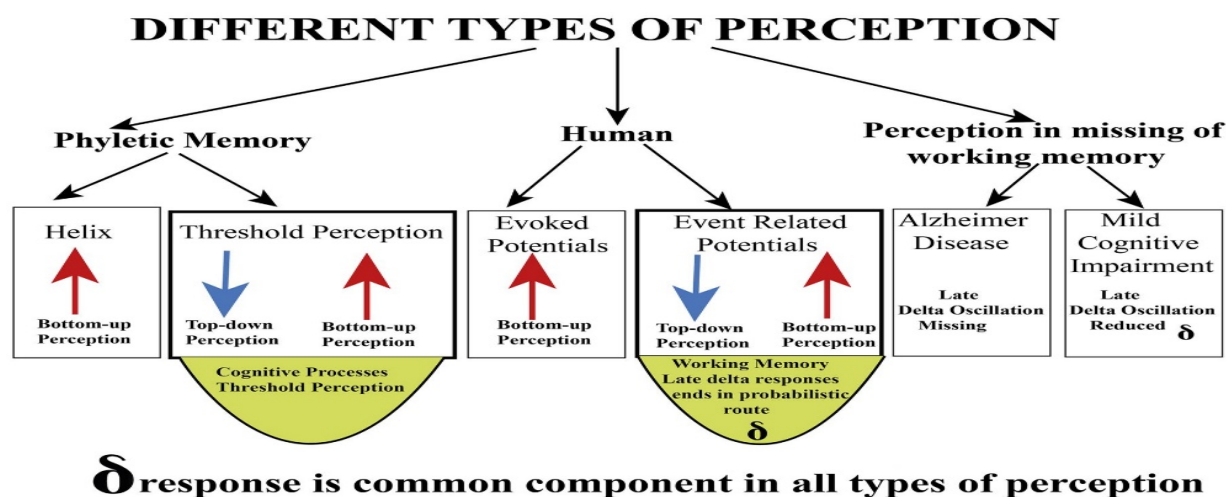 DIFFERENT TYPES OF PERCEPTION
Phyletic Memory
Human
Perception in missing of
working memory
Helix
Bottom-up
Perception
Threshold Perception
Top-down
Perception
Bottom-up
Perception
Cognitive Processes
Threshold Perception
Evoked
Potentials
Bottom-up
Perception
Event Related
Potentials
Top-down
Perception
Bottom-up
Perception
Working Memory
Late delta responses
ends in probabilistic
route
δ
Alzheimer
Disease
Late
Delta Oscillation
Missing
Mild
Cognitive
Impairment
Late
Delta Oscillation
Reduced δ
δ response is common component in all types of perception